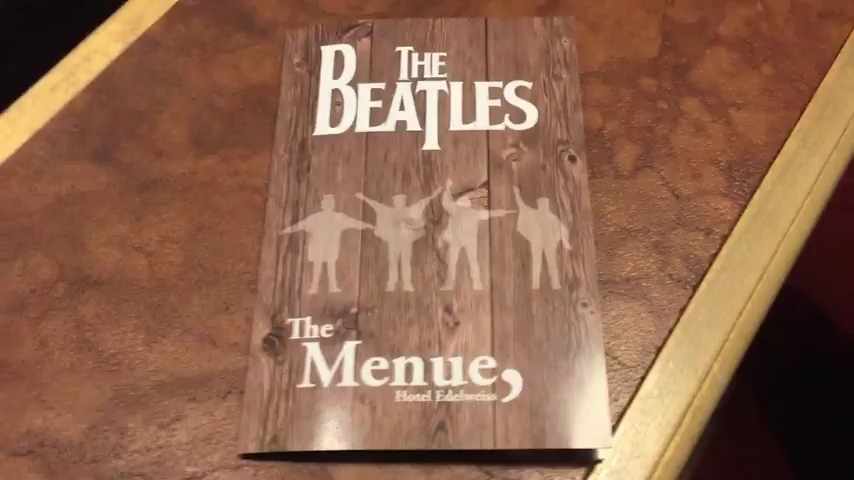 THE
BEATLES
The
Menue,
Hotel Edelweiss